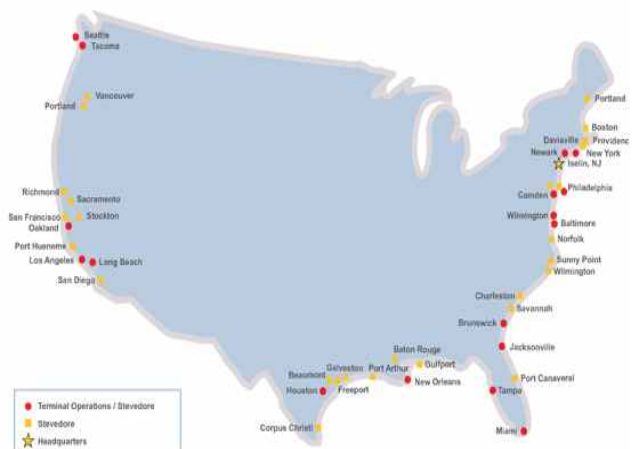 Seattle
Tacoma
Vancouver
Portland
Portland
Boston
Davisville
Providenc
Newark
New York
Iselin, NJ
Richmond
Sacramento
Philadelphia
Camden
San Francisco
Stockton
Oakland
Wilmington
Baltimore
Port Hueneme
Norfolk
Los Angeles
Long Beach
Sunny Point
Wilmington
San Diego
Charleston
Savannah
Brunswick
Jacksonville
Baton Rouge
Galveston
Gulfport
Beaumont
Port Arthur
Port Canaveral
Houston
Freeport
New Orleans
Tampa
Corpus Christi
Miami
Terminal Operations / Stevedore
Stevedore
Headquarters